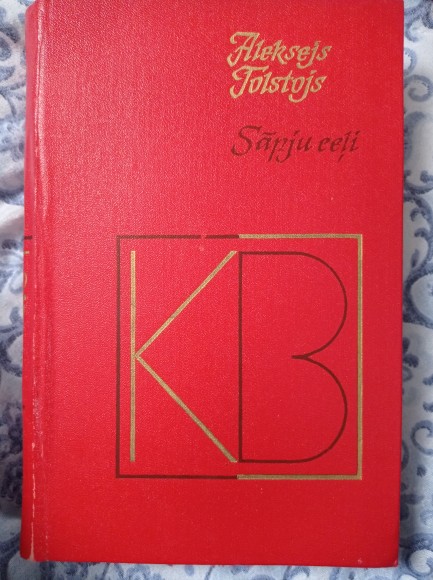 Aleksejs
Tolstojs
Sāpju ceļi
KB